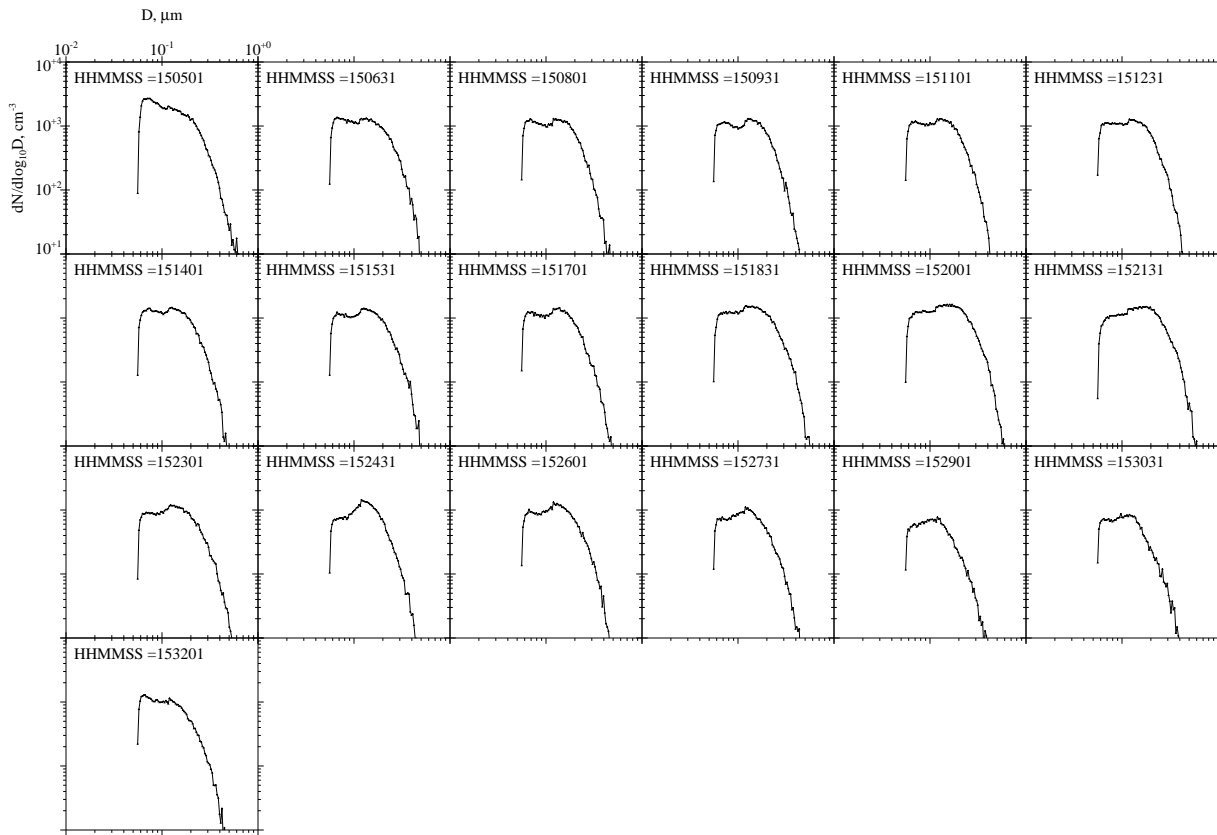 D, μm
10⁻² 10⁻¹ 10⁺⁰
10⁺⁴
10⁺³
10⁺²
10⁺¹
dN/dlog₁₀D, cm⁻³
HHMMSS =150501
HHMMSS =150631
HHMMSS =150801
HHMMSS =150931
HHMMSS =151101
HHMMSS =151231
HHMMSS =151401
HHMMSS =151531
HHMMSS =151701
HHMMSS =151831
HHMMSS =152001
HHMMSS =152131
HHMMSS =152301
HHMMSS =152431
HHMMSS =152601
HHMMSS =152731
HHMMSS =152901
HHMMSS =153031
HHMMSS =153201